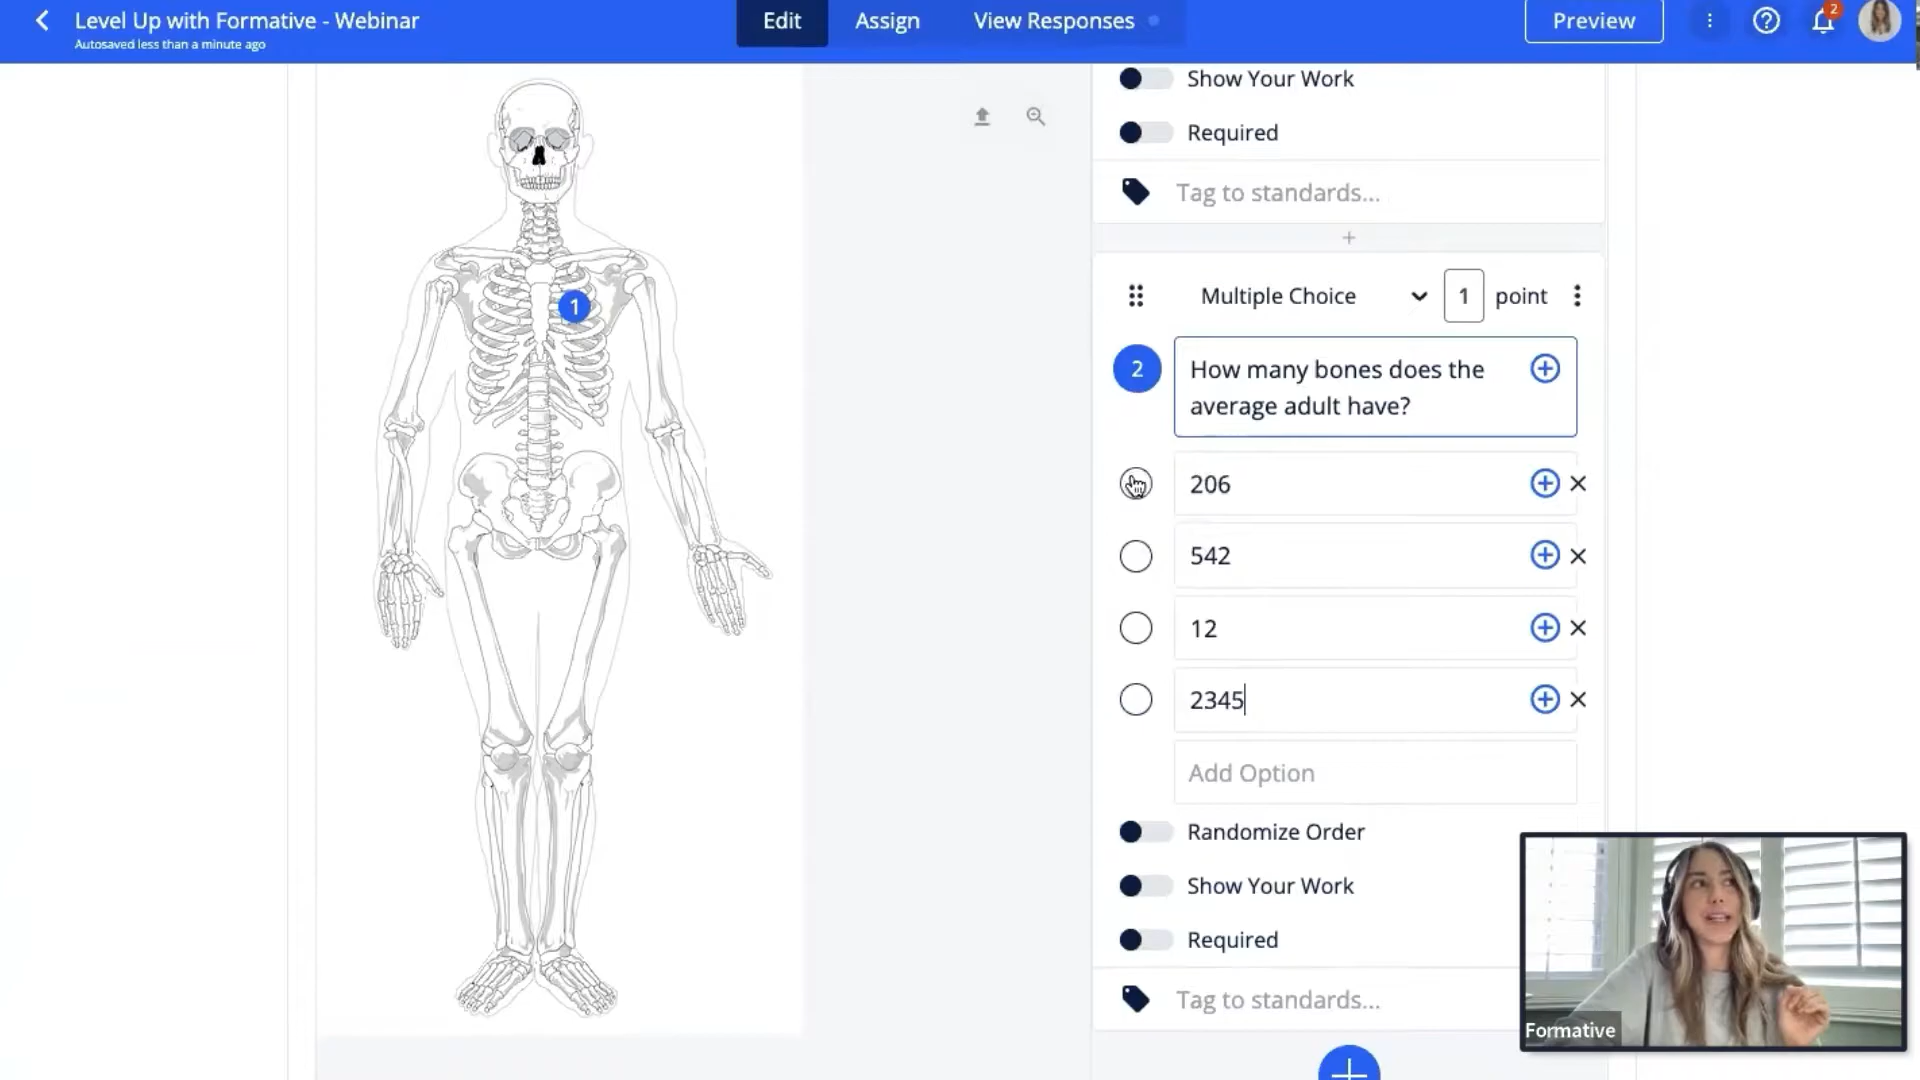 Level Up with Formative - Webinar
Autosaved less than a minute ago
Edit
Assign
View Responses
Preview
2
Show Your Work
Required
Tag to standards...
Multiple Choice
1
point
1
2
How many bones does the
average adult have?
206
542
12
2345
Add Option
Randomize Order
Show Your Work
Required
Tag to standards...
Formative